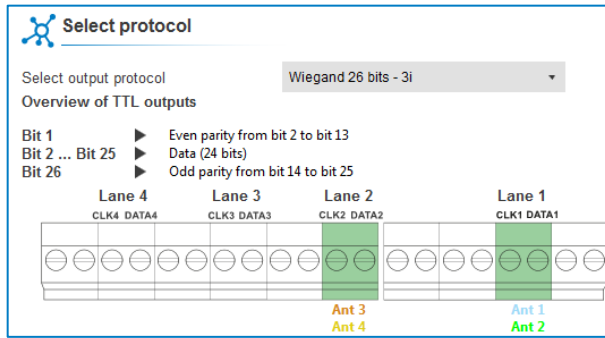 Select protocol
Select output protocol Wiegand 26 bits - 3i
Overview of TTL outputs
Bit 1 Even parity from bit 2 to bit 13
Bit 2 ... Bit 25 Data (24 bits)
Bit 26 Odd parity from bit 14 to bit 25
Lane 4 Lane 3 Lane 2 Lane 1
CLK4 DATA4 CLK3 DATA3 CLK2 DATA2 CLK1 DATA1
Ant 3 Ant 1
Ant 4 Ant 2